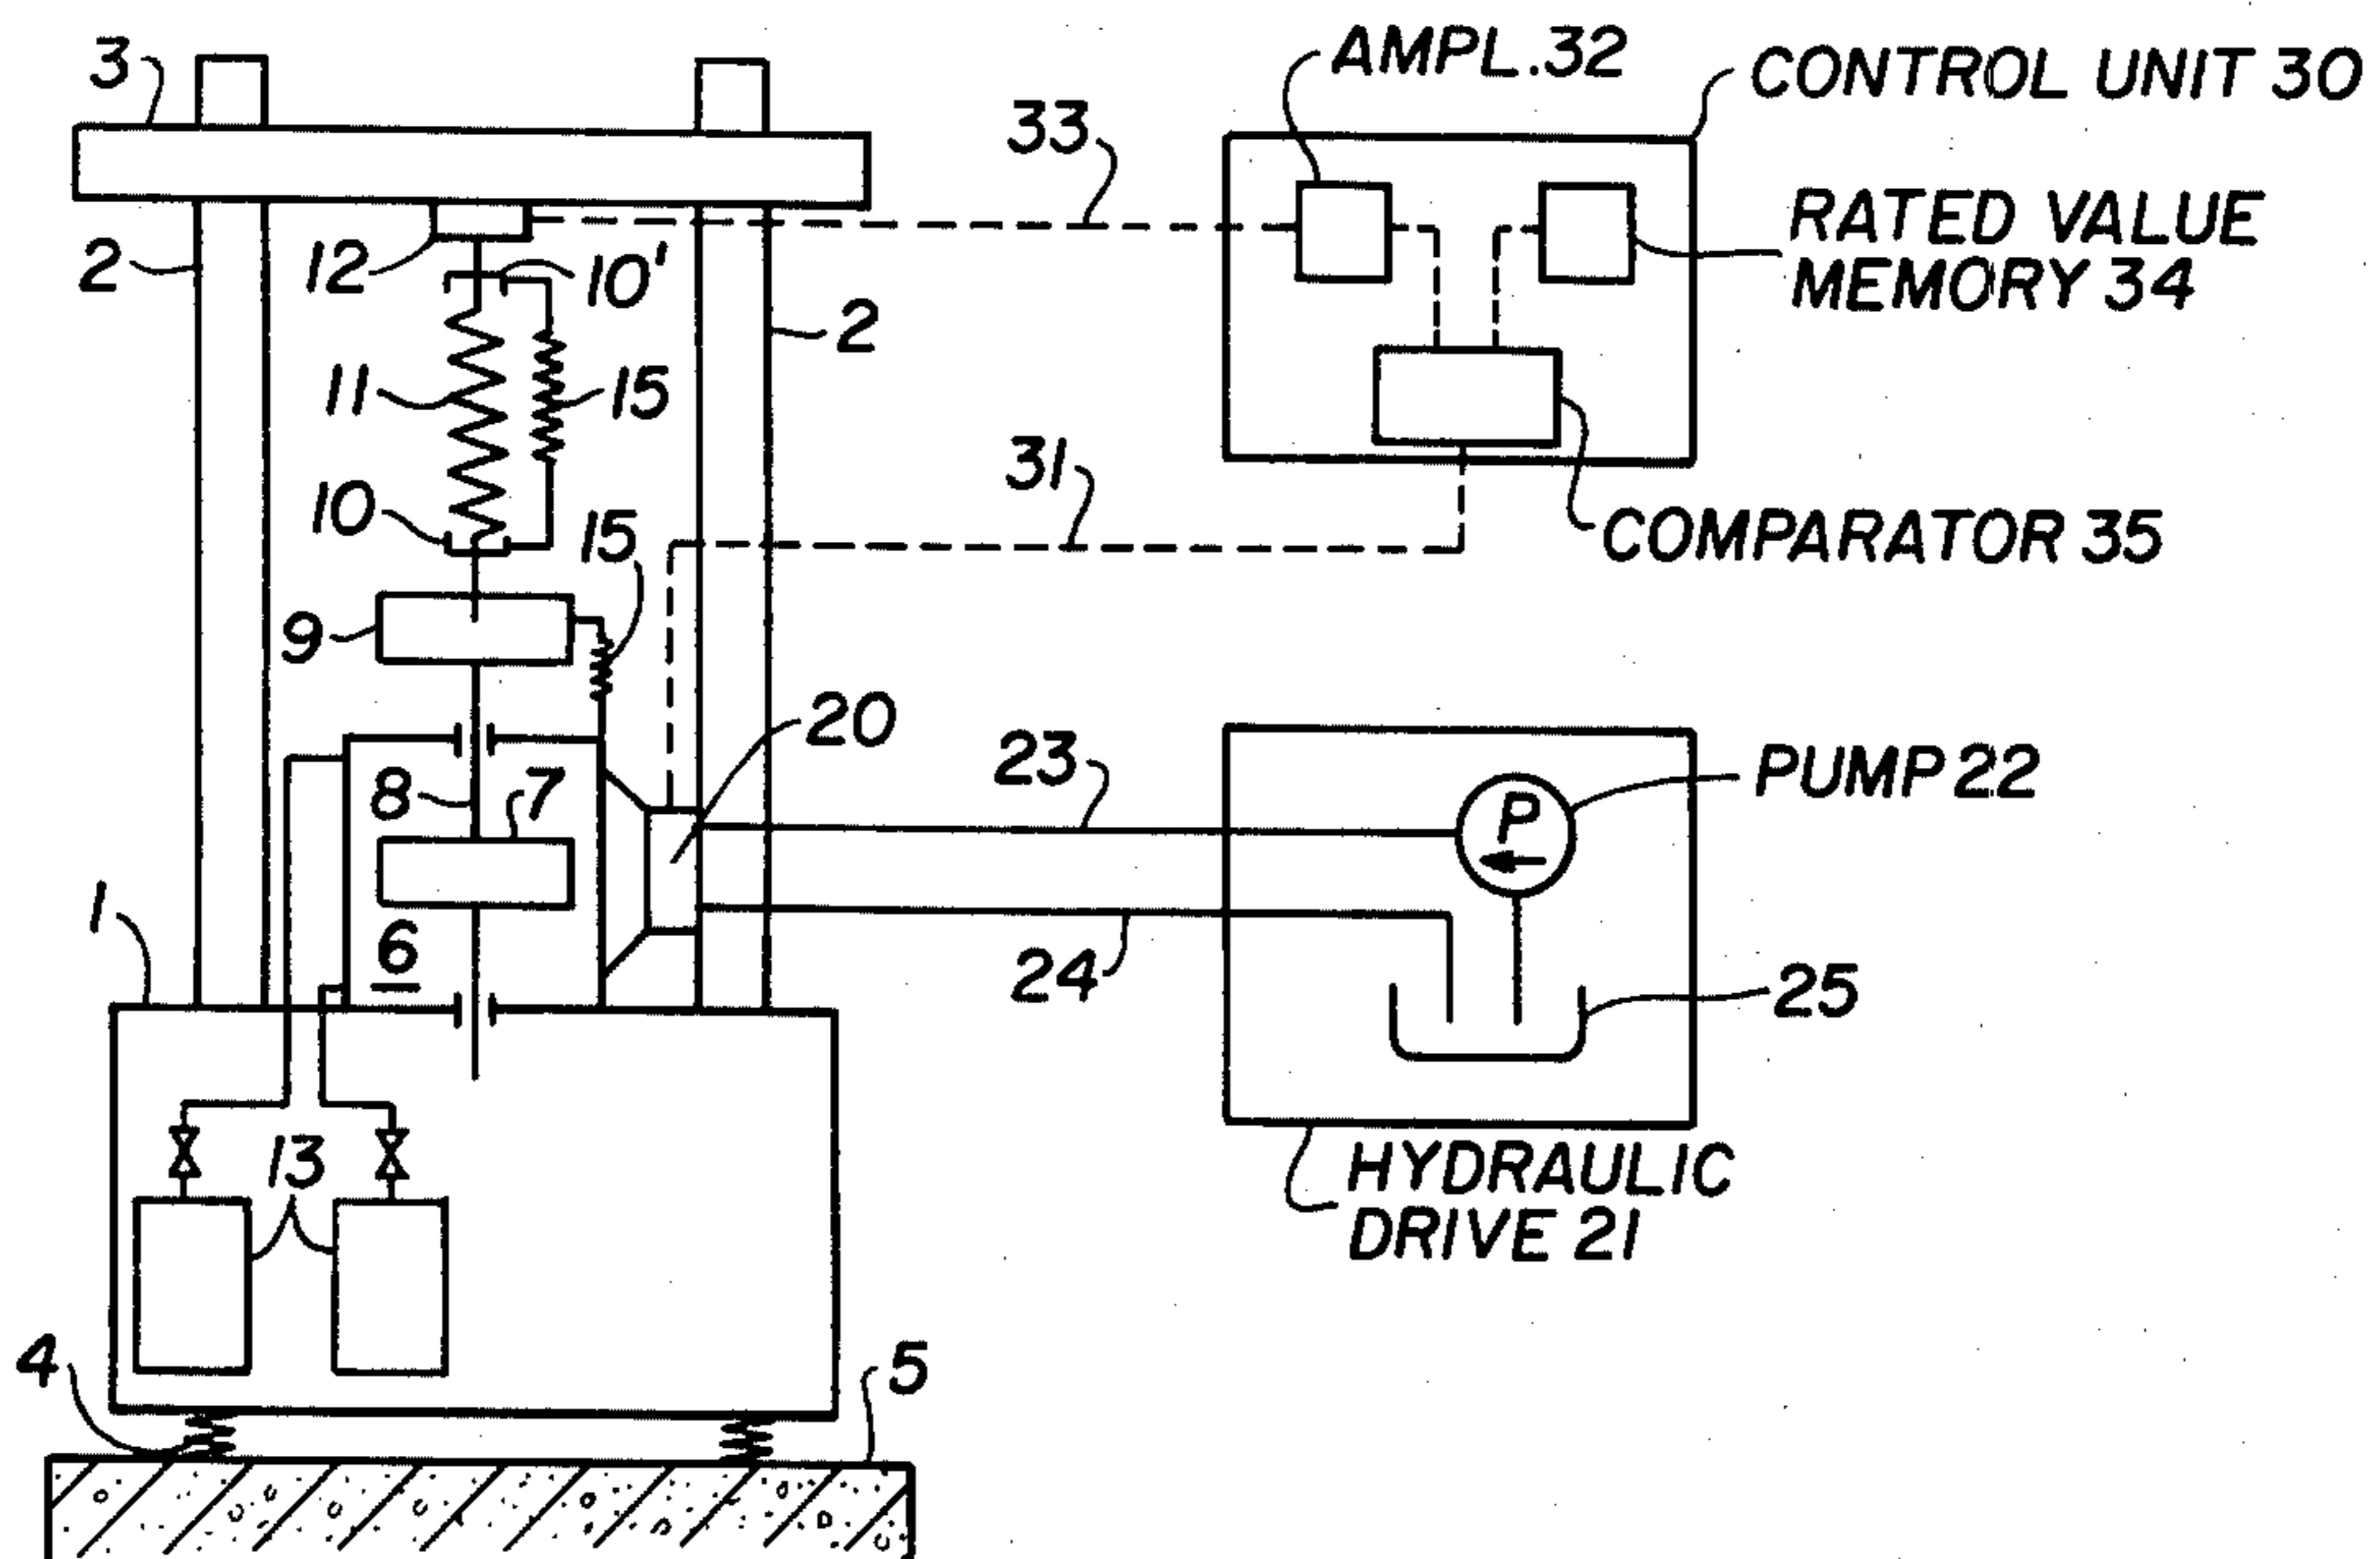 3
AMPL.32
CONTROL UNIT 30
33
RATED VALUE
MEMORY 34
2
12
10'
2
11
15
31
10
15
COMPARATOR 35
9
20
23
PUMP 22
8
7
P
1
6
24
25
13
HYDRAULIC
DRIVE 21
4
5